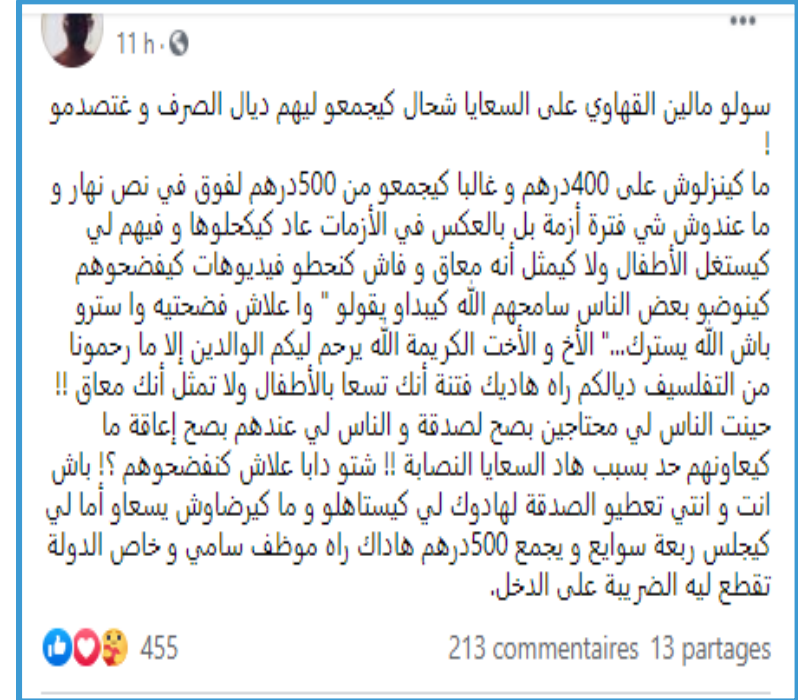 11 h ·
سولو مالين القهاوي على السعايا شحال كيجمعو ليهم ديال الصرف و غتصدمو
!
ما كينزلوش على 400درهم و غالبا كيجمعو من 500درهم لفوق في نص نهار و
ما عندوش شي فترة أزمة بل بالعكس في الأزمات عاد كيكحلوها و فيهم لي
كيستغل الأطفال ولا كيمثل أنه معاق و فاش كنحطو فيديوهات كيفضحوهم
كينوضو بعض الناس سامحهم الله كيبداو يقولو " وا علاش فضحتيه وا سترو
باش الله يسترك..." الأخ و الأخت الكريمة الله يرحم ليكم الوالدين إلا ما رحمونا
من التفلسيف ديالكم راه هاديك فتنة أنك تسعا بالأطفال ولا تمثل أنك معاق !!
حينت الناس لي محتاجين بصح لصدقة و الناس لي عندهم بصح إعاقة ما
كيعاونهم حد بسبب هاد السعايا النصابة !! شتو دابا علاش كنفضحوهم ؟! باش
انت و انتي تعطيو الصدقة لهادوك لي كيستاهلو و ما كيرضاوش يسعاو أما لي
كيجلس ربعة سوايع و يجمع 500درهم هاداك راه موظف سامي و خاص الدولة
تقطع ليه الضريبة على الدخل.
455
213 commentaires 13 partages